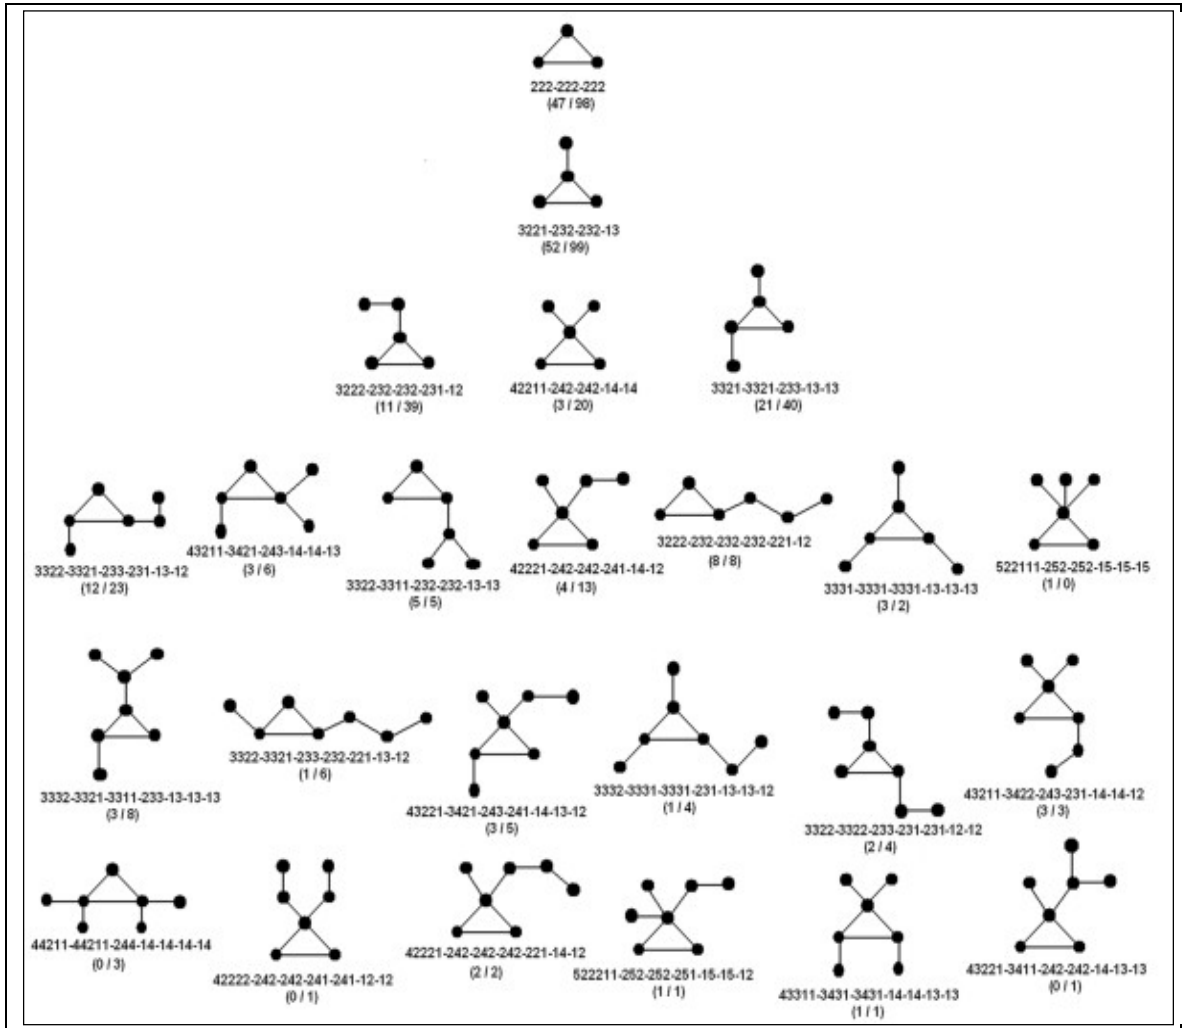 222-222-222
(47 / 98)
3221-232-232-13
(52 / 99)
3222-232-232-231-12
(11 / 39)
42211-242-242-14-14
(3 / 20)
3321-3321-233-13-13
(21 / 40)
3322-3321-233-231-13-12
(12 / 23)
43211-3421-243-14-14-13
(3 / 6)
3322-3311-232-232-13-13
(5 / 5)
42221-242-242-241-14-12
(4 / 13)
3222-232-232-232-221-12
(8 / 8)
3331-3331-3331-13-13-13
(3 / 2)
522111-252-252-15-15-15
(1 / 0)
3332-3321-3311-233-13-13-13
(3 / 8)
3322-3321-233-232-221-13-12
(1 / 6)
43221-3421-243-241-14-13-12
(3 / 5)
3332-3331-3331-231-13-13-12
(1 / 4)
3322-3322-233-231-231-12-12
(2 / 4)
43211-3422-243-231-14-14-12
(3 / 3)
44211-44211-244-14-14-14-14
(0 / 3)
42222-242-242-241-241-12-12
(0 / 1)
42221-242-242-242-221-14-12
(2 / 2)
522211-252-252-251-15-15-12
(1 / 1)
43311-3431-3431-14-14-13-13
(1 / 1)
43221-3411-242-242-14-13-13
(0 / 1)